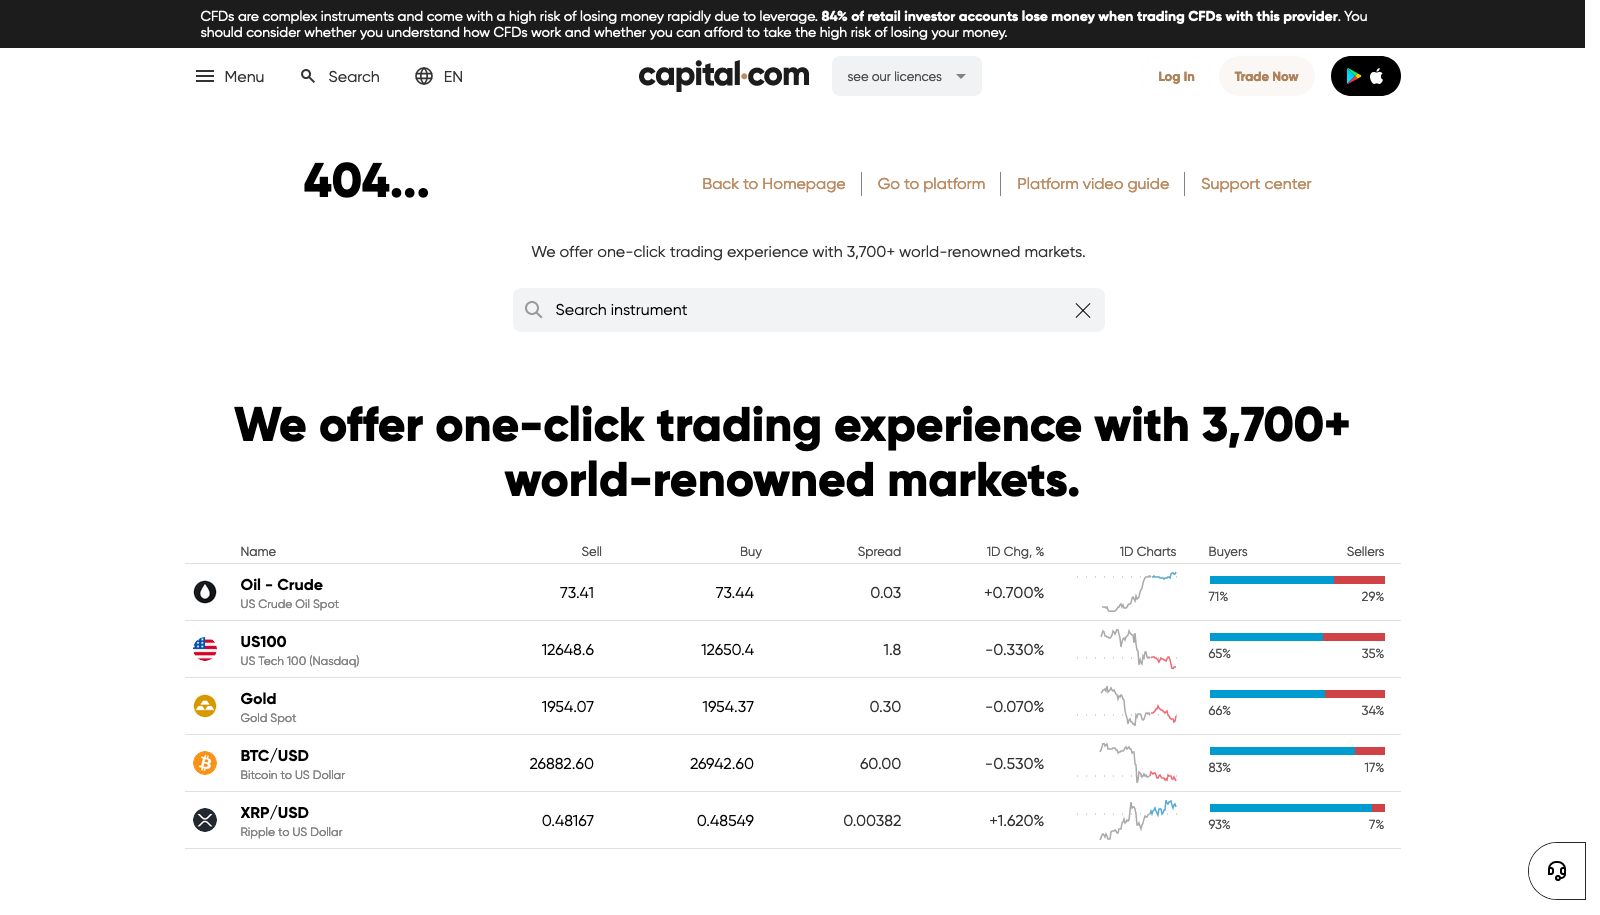 CFDs are complex instruments and come with a high risk of losing money rapidly due to leverage. 84% of retail investor accounts lose money when trading CFDs with this provider. You
should consider whether you understand how CFDs work and whether you can afford to take the high risk of losing your money.
Menu Search EN capital.com see our licences Log In Trade Now
404... Back to Homepage Go to platform Platform video guide Support center
We offer one-click trading experience with 3,700+ world-renowned markets.
Search instrument
We offer one-click trading experience with 3,700+
world-renowned markets.
Name Sell Buy Spread 1D Chg, % 1D Charts Buyers Sellers
Oil - Crude 73.41 73.44 0.03 +0.700% 71% 29%
US Crude Oil Spot
US100 12648.6 12650.4 1.8 -0.330% 65% 35%
US Tech 100 (Nasdaq)
Gold 1954.07 1954.37 0.30 -0.070% 66% 34%
Gold Spot
BTC/USD 26882.60 26942.60 60.00 -0.530% 83% 17%
Bitcoin to US Dollar
XRP/USD 0.48167 0.48549 0.00382 +1.620% 93% 7%
Ripple to US Dollar